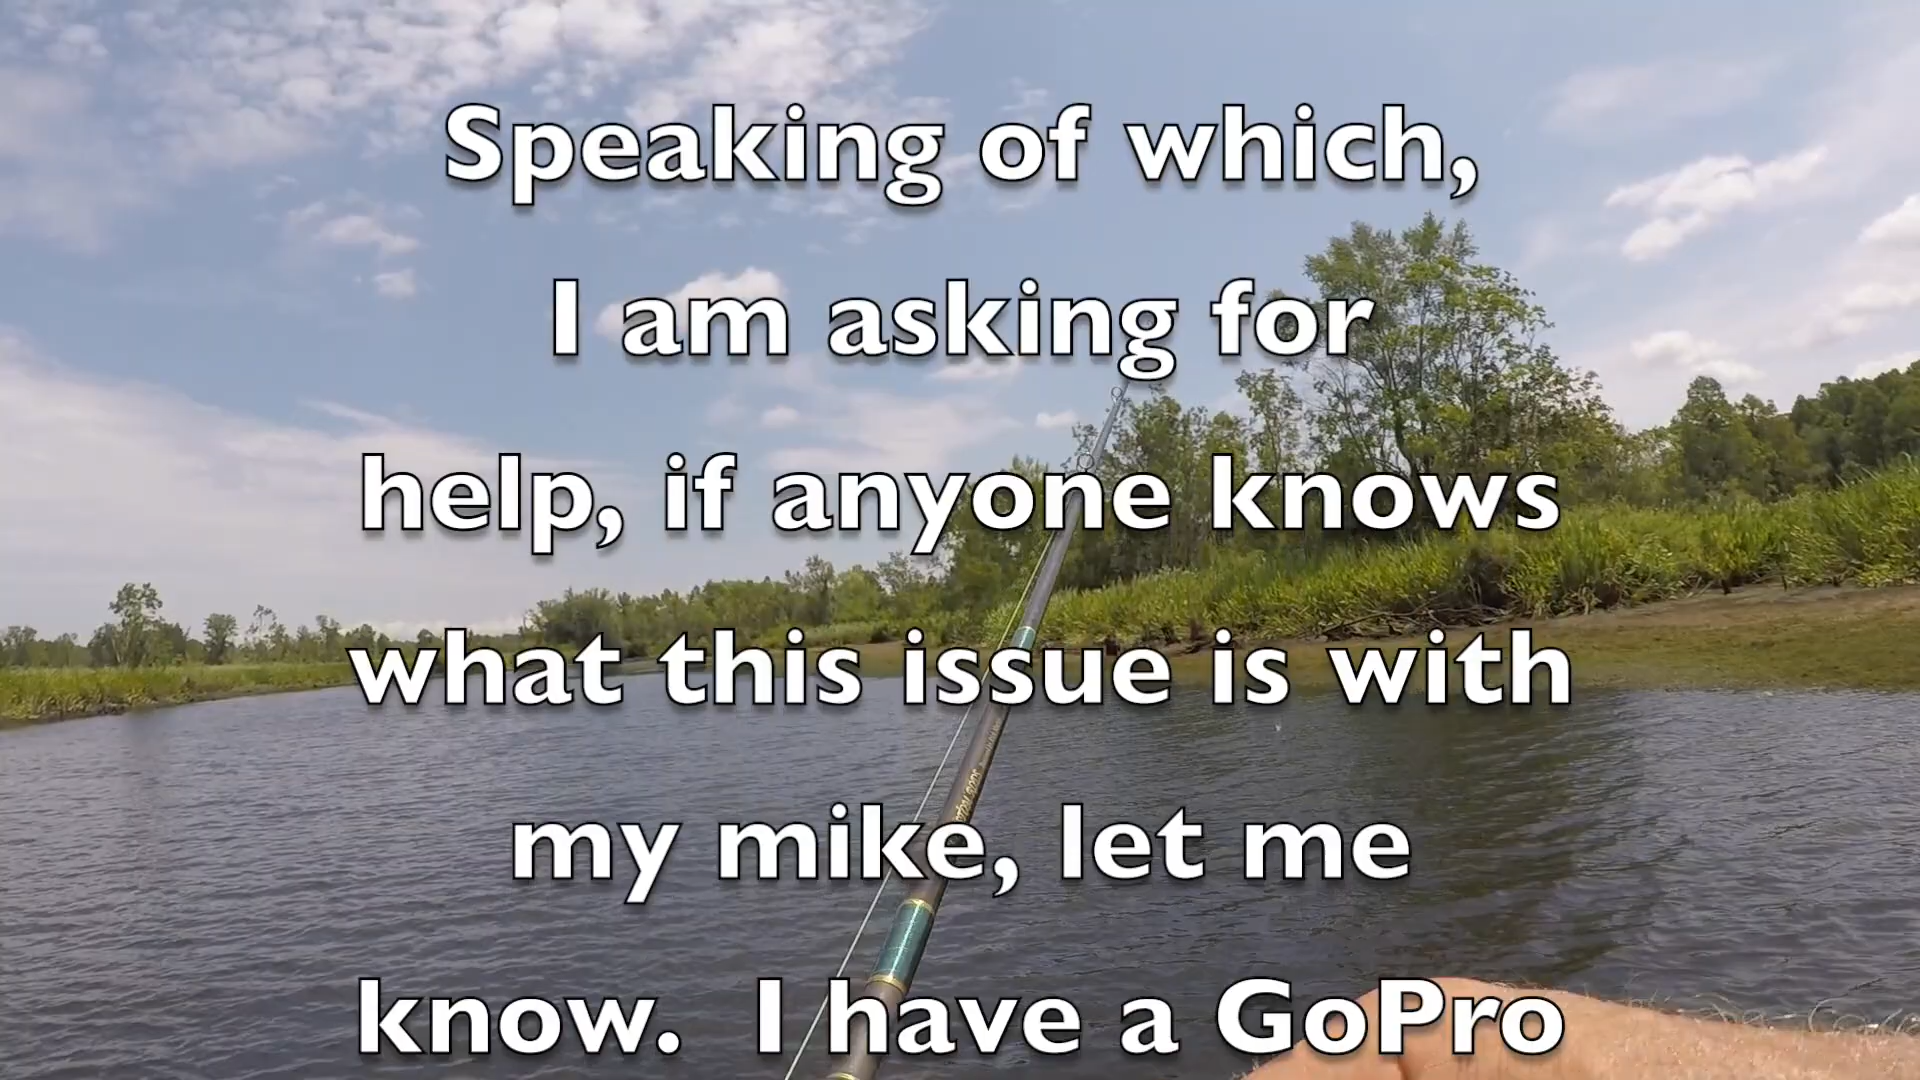 Speaking of which,
I am asking for
help, if anyone knows
what this issue is with
my mike, let me
know.  I have a GoPro